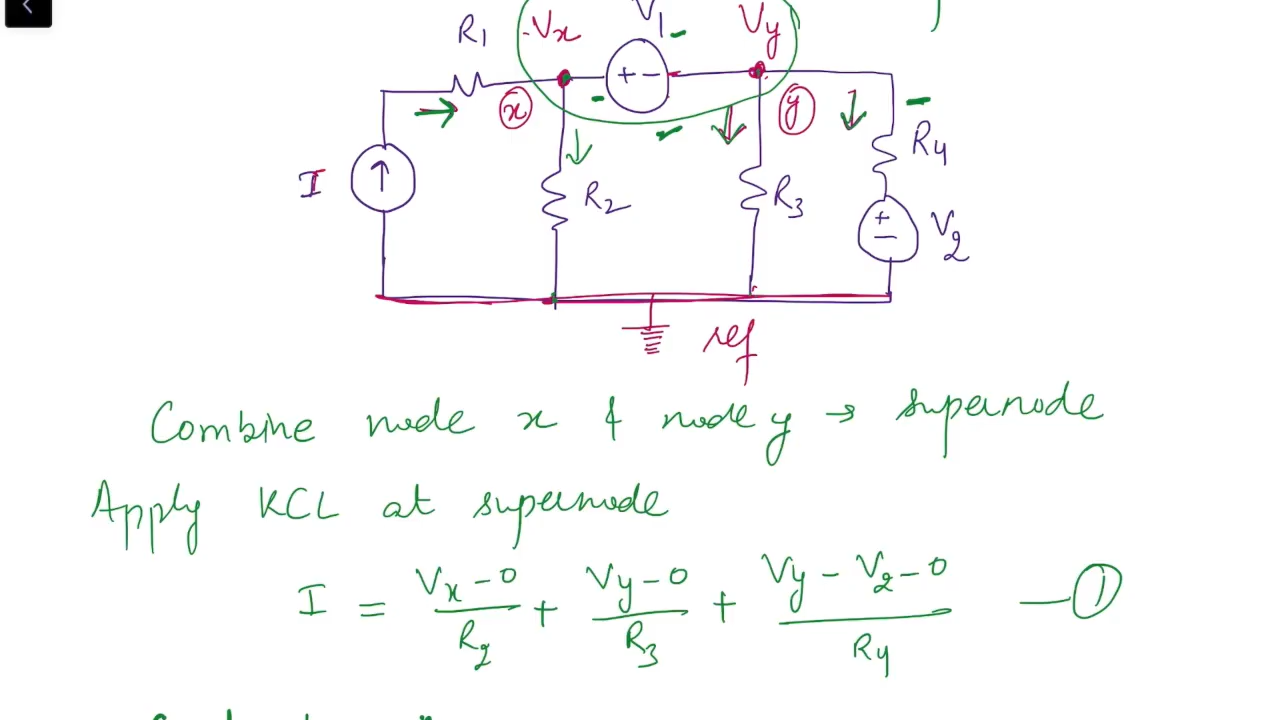 V1
R1 Vx Vy
+ -
x y
I R2 R3 R4
+ - V2
ref
Combine node x & node y → supernode
Apply KCL at supernode
I = Vx - 0 / R2 + Vy - 0 / R3 + Vy - V2 - 0 / R4 — ①